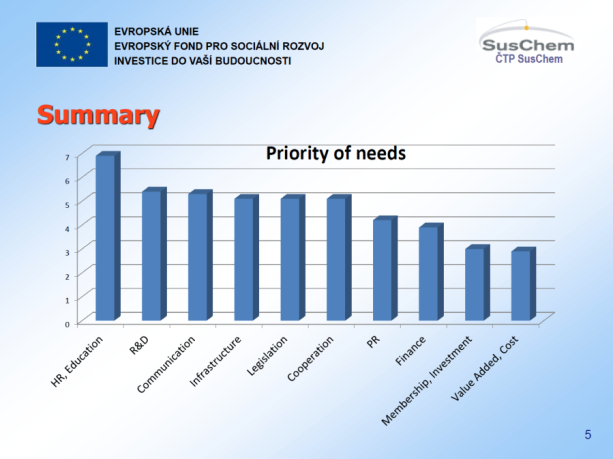 EVROPSKÁ UNIE
EVROPSKÝ FOND PRO SOCIÁLNÍ ROZVOJ
INVESTICE DO VAŠÍ BUDOUCNOSTI
SusChem
ČTP SusChem
Summary
Priority of needs
7
6
5
4
3
2
1
0
HR, Education
R&D
Communication
Infrastructure
Legislation
Cooperation
PR
Finance
Membership, Investment
Value Added, Cost
5